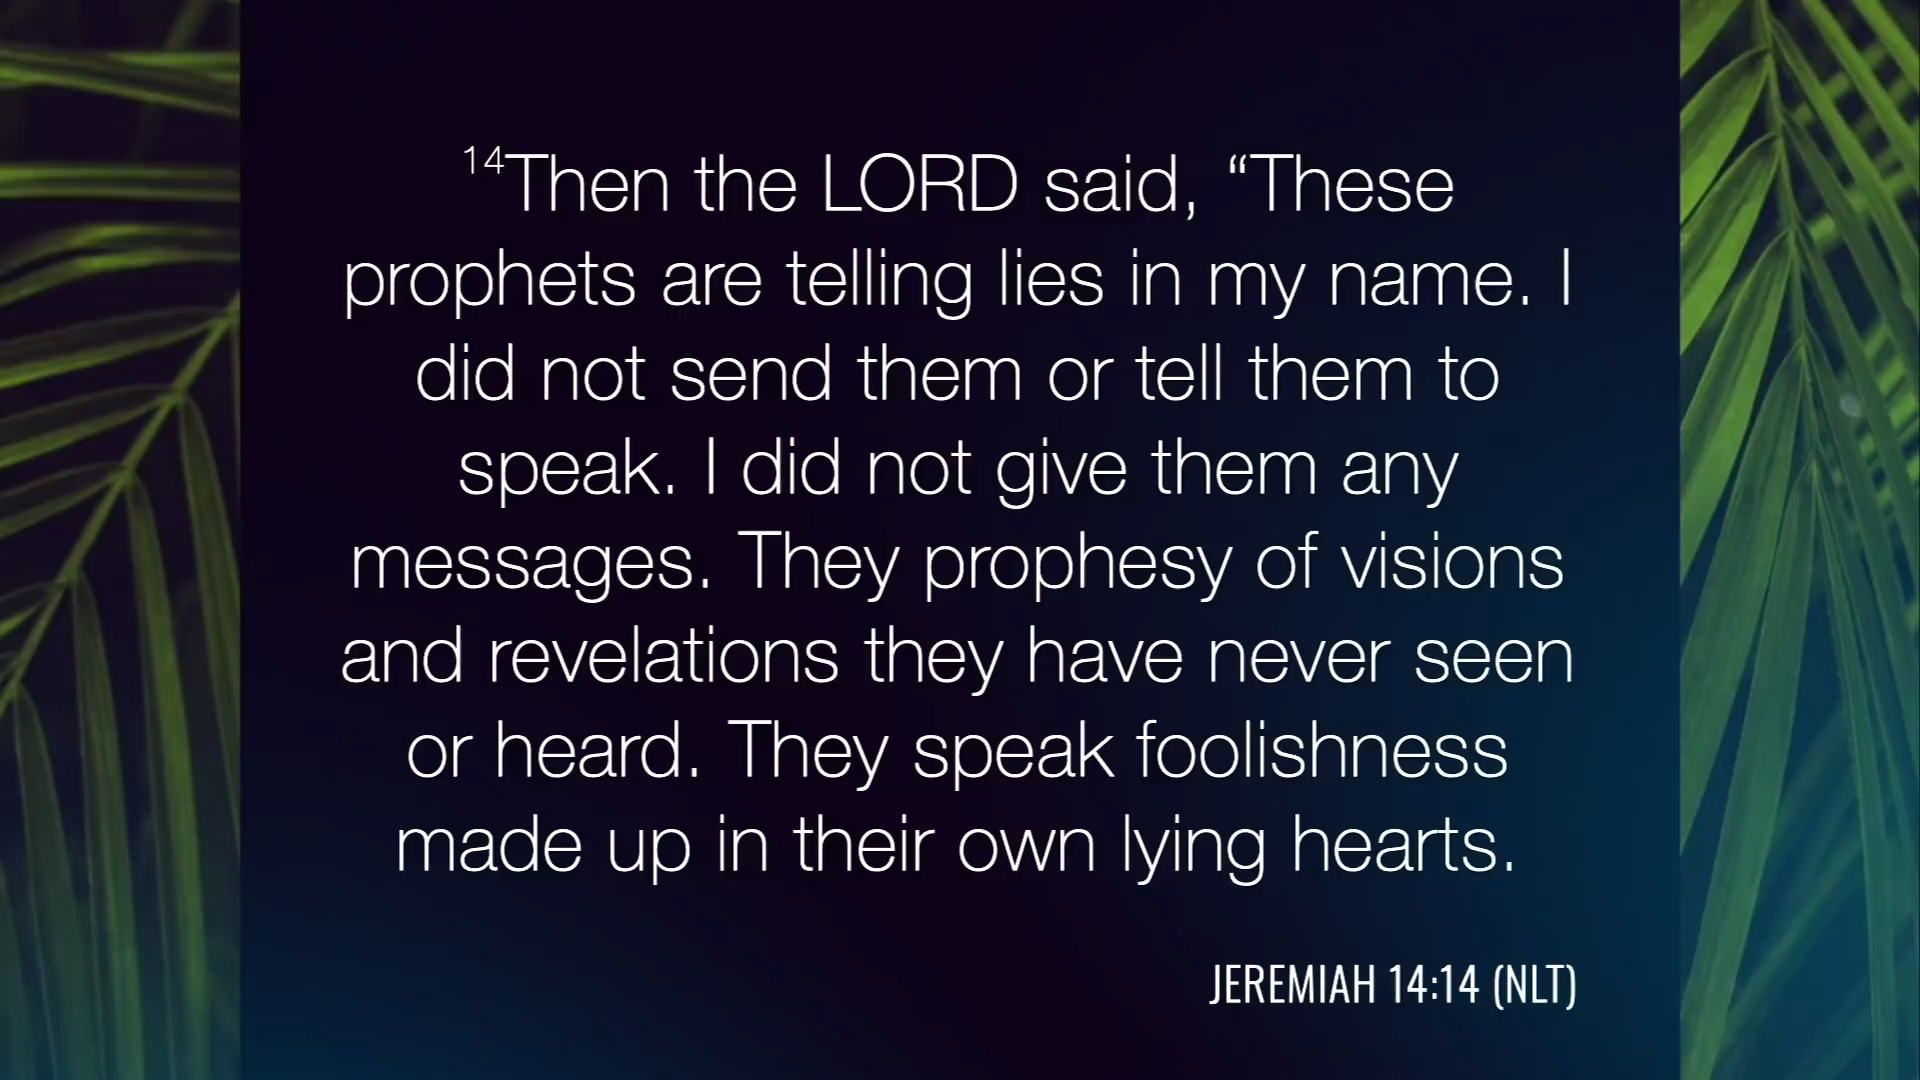 14Then the LORD said, “These
prophets are telling lies in my name. I
did not send them or tell them to
speak. I did not give them any
messages. They prophesy of visions
and revelations they have never seen
or heard. They speak foolishness
made up in their own lying hearts.
JEREMIAH 14:14 (NLT)